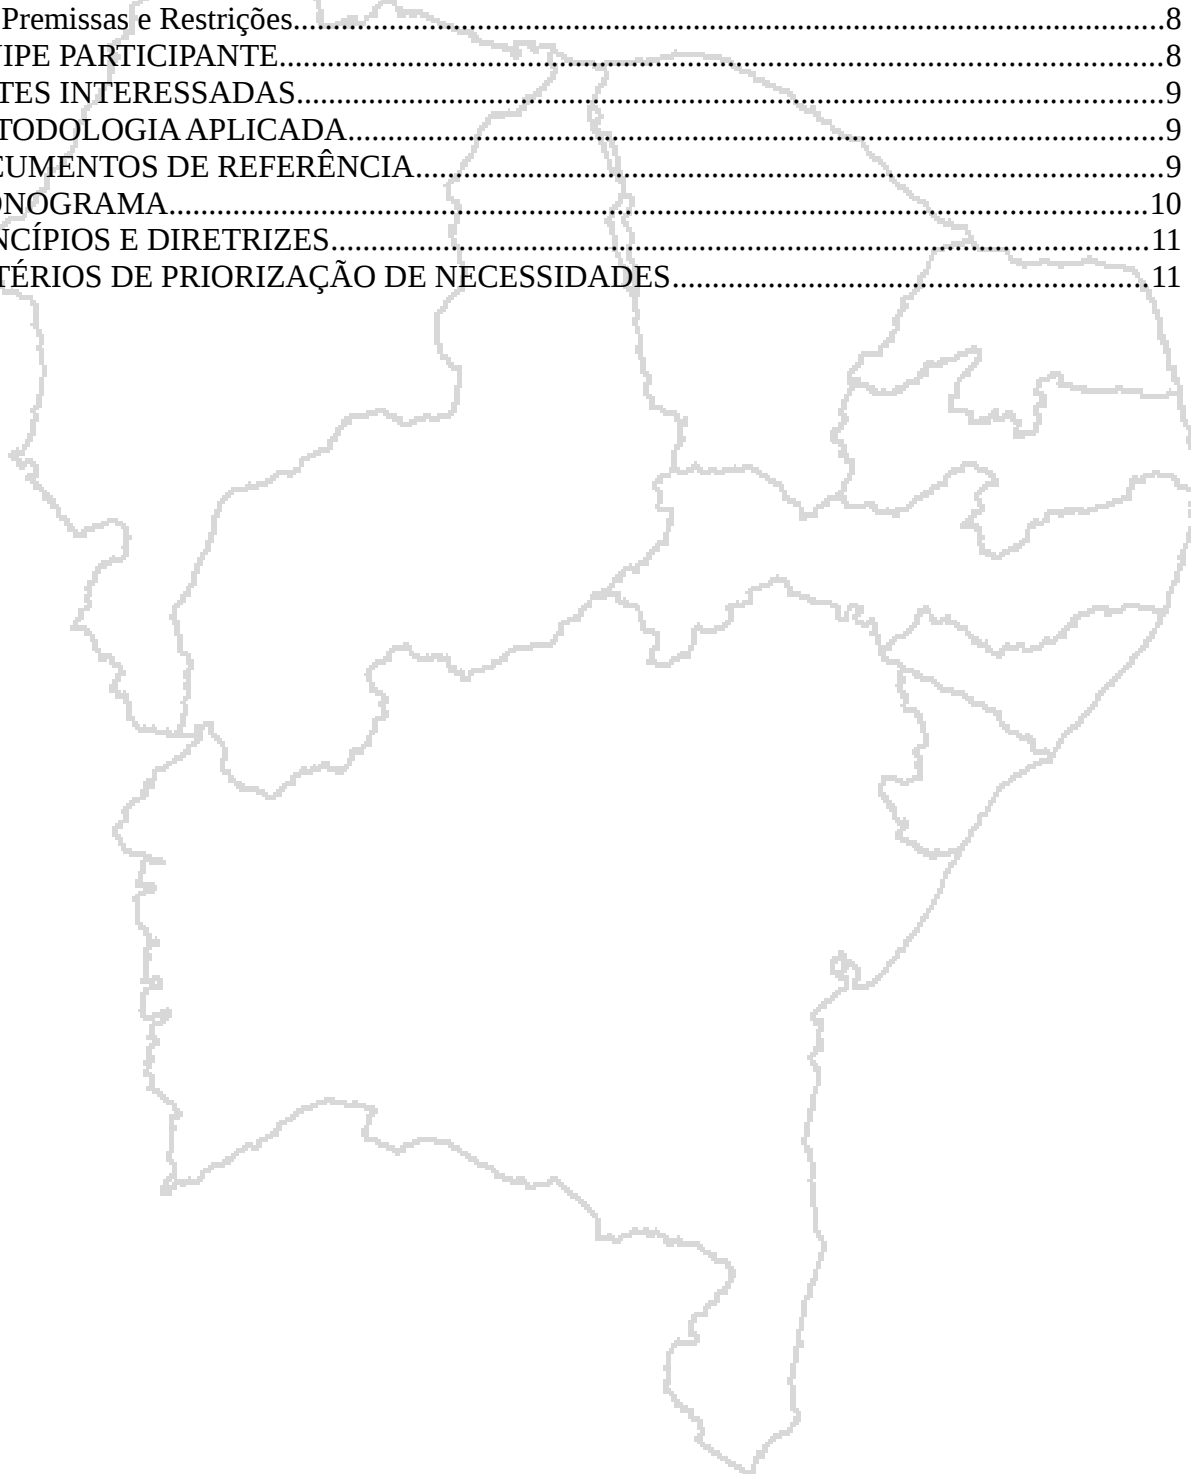 Premissas e Restrições....................................................................................................8
IPE PARTICIPANTE....................................................................................................8
TES INTERESSADAS....................................................................................................9
TODOLOGIA APLICADA....................................................................................................9
CUMENTOS DE REFERÊNCIA....................................................................................................9
NOGRAMA....................................................................................................10
NCÍPIOS E DIRETRIZES....................................................................................................11
TÉRIOS DE PRIORIZAÇÃO DE NECESSIDADES....................................................................................................11